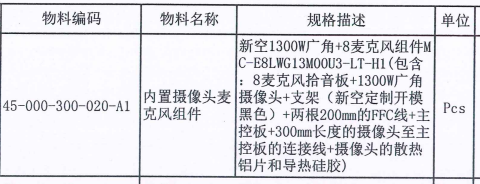 物料编码 物料名称 规格描述 单位
45-000-300-020-A1
内置摄像头麦
克风组件
新空1300W广角+8麦克风组件M
C-E8LWG13M00U3-LT-H1(包含
：8麦克风拾音板+1300W广角
摄像头+支架（新空定制开模
黑色）+两根200mm的FFC线+主
控板+300mm长度的摄像头至主
控板的连接线+摄像头的散热
铝片和导热硅胶)
Pcs